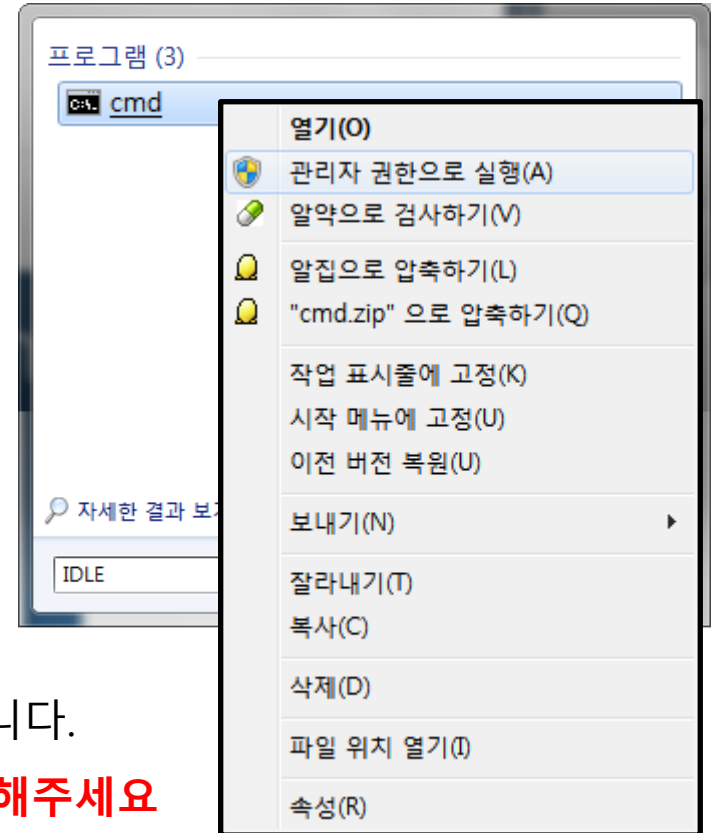 프로그램 (3)
cmd
열기(O)
관리자 권한으로 실행(A)
알약으로 검사하기(V)
알집으로 압축하기(L)
"cmd.zip" 으로 압축하기(Q)
작업 표시줄에 고정(K)
시작 메뉴에 고정(U)
이전 버전 복원(U)
자세한 결과 보기
보내기(N)
IDLE
잘라내기(T)
복사(C)
삭제(D)
니다.
파일 위치 열기(I)
해주세요
속성(R)